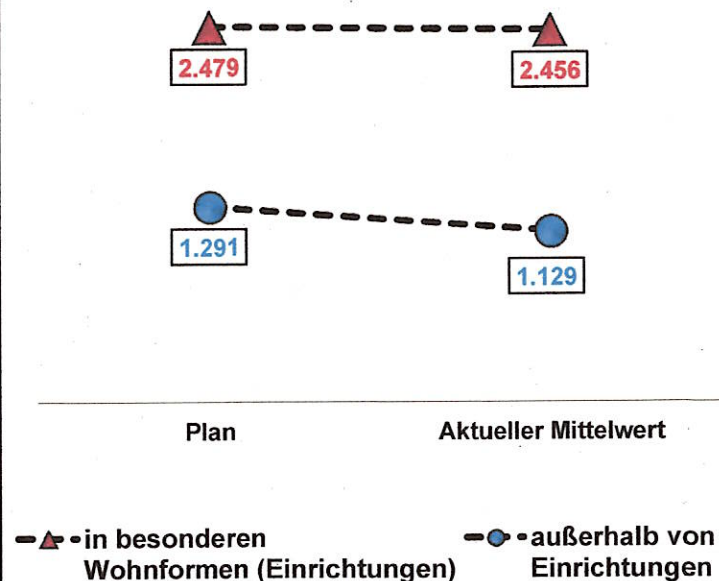 2.479
2.456
1.291
1.129
Plan
Aktueller Mittelwert
in besonderen
Wohnformen (Einrichtungen)
außerhalb von
Einrichtungen